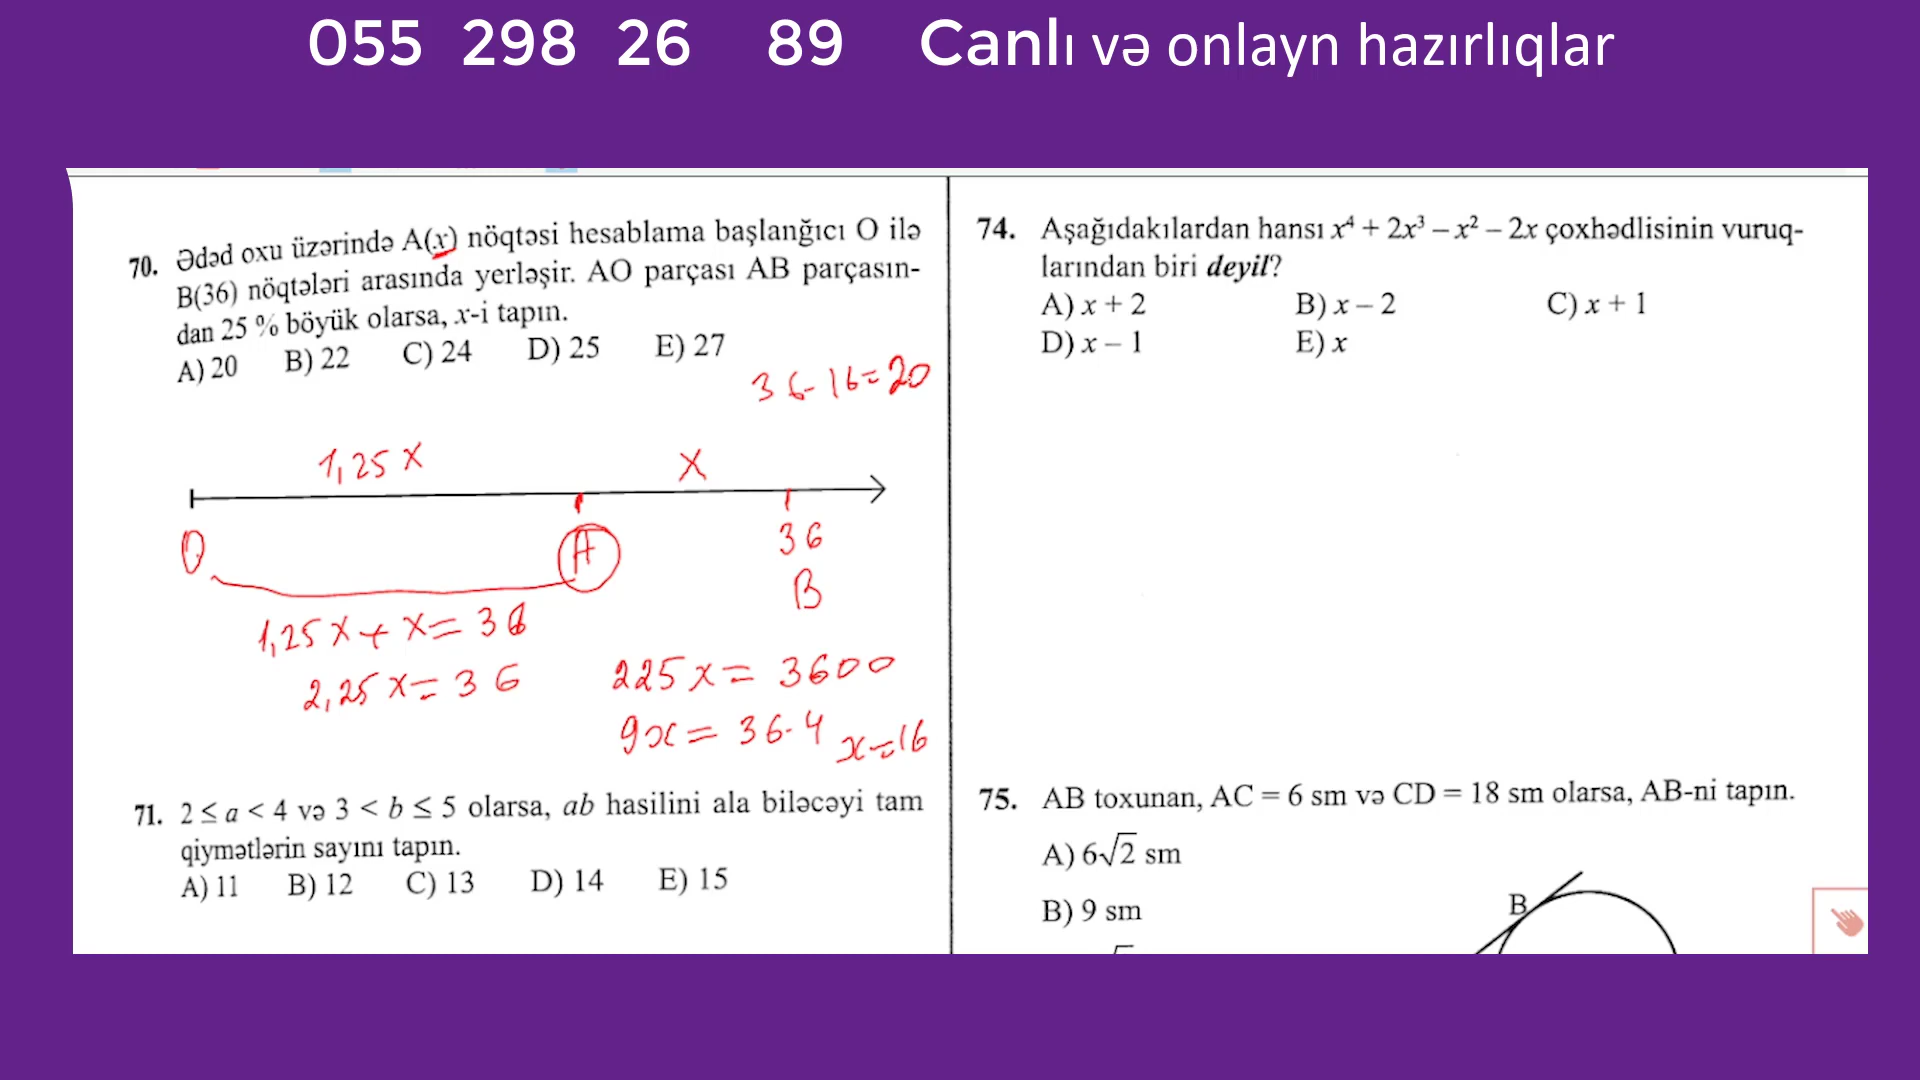 055 298 26 89 Canlı və onlayn hazırlıqlar
70. Ədəd oxu üzərində A(x) nöqtəsi hesablama başlanğıcı O ilə
B(36) nöqtələri arasında yerləşir. AO parçası AB parçasın-
dan 25 % böyük olarsa, x-i tapın.
A) 20 B) 22 C) 24 D) 25 E) 27
36-16=20
1,25x x
O A 36
B
1,25x+x=36
2,25x=36
225x=3600
9x=36·4 x=16
71. 2 ≤ a < 4 və 3 < b ≤ 5 olarsa, ab hasilini ala biləcəyi tam
qiymətlərin sayını tapın.
A) 11 B) 12 C) 13 D) 14 E) 15
74. Aşağıdakılardan hansı x⁴ + 2x³ – x² – 2x çoxhədlisinin vuruq-
larından biri deyil?
A) x + 2 B) x – 2 C) x + 1
D) x – 1 E) x
75. AB toxunan, AC = 6 sm və CD = 18 sm olarsa, AB-ni tapın.
A) 6√2 sm
B) 9 sm
B